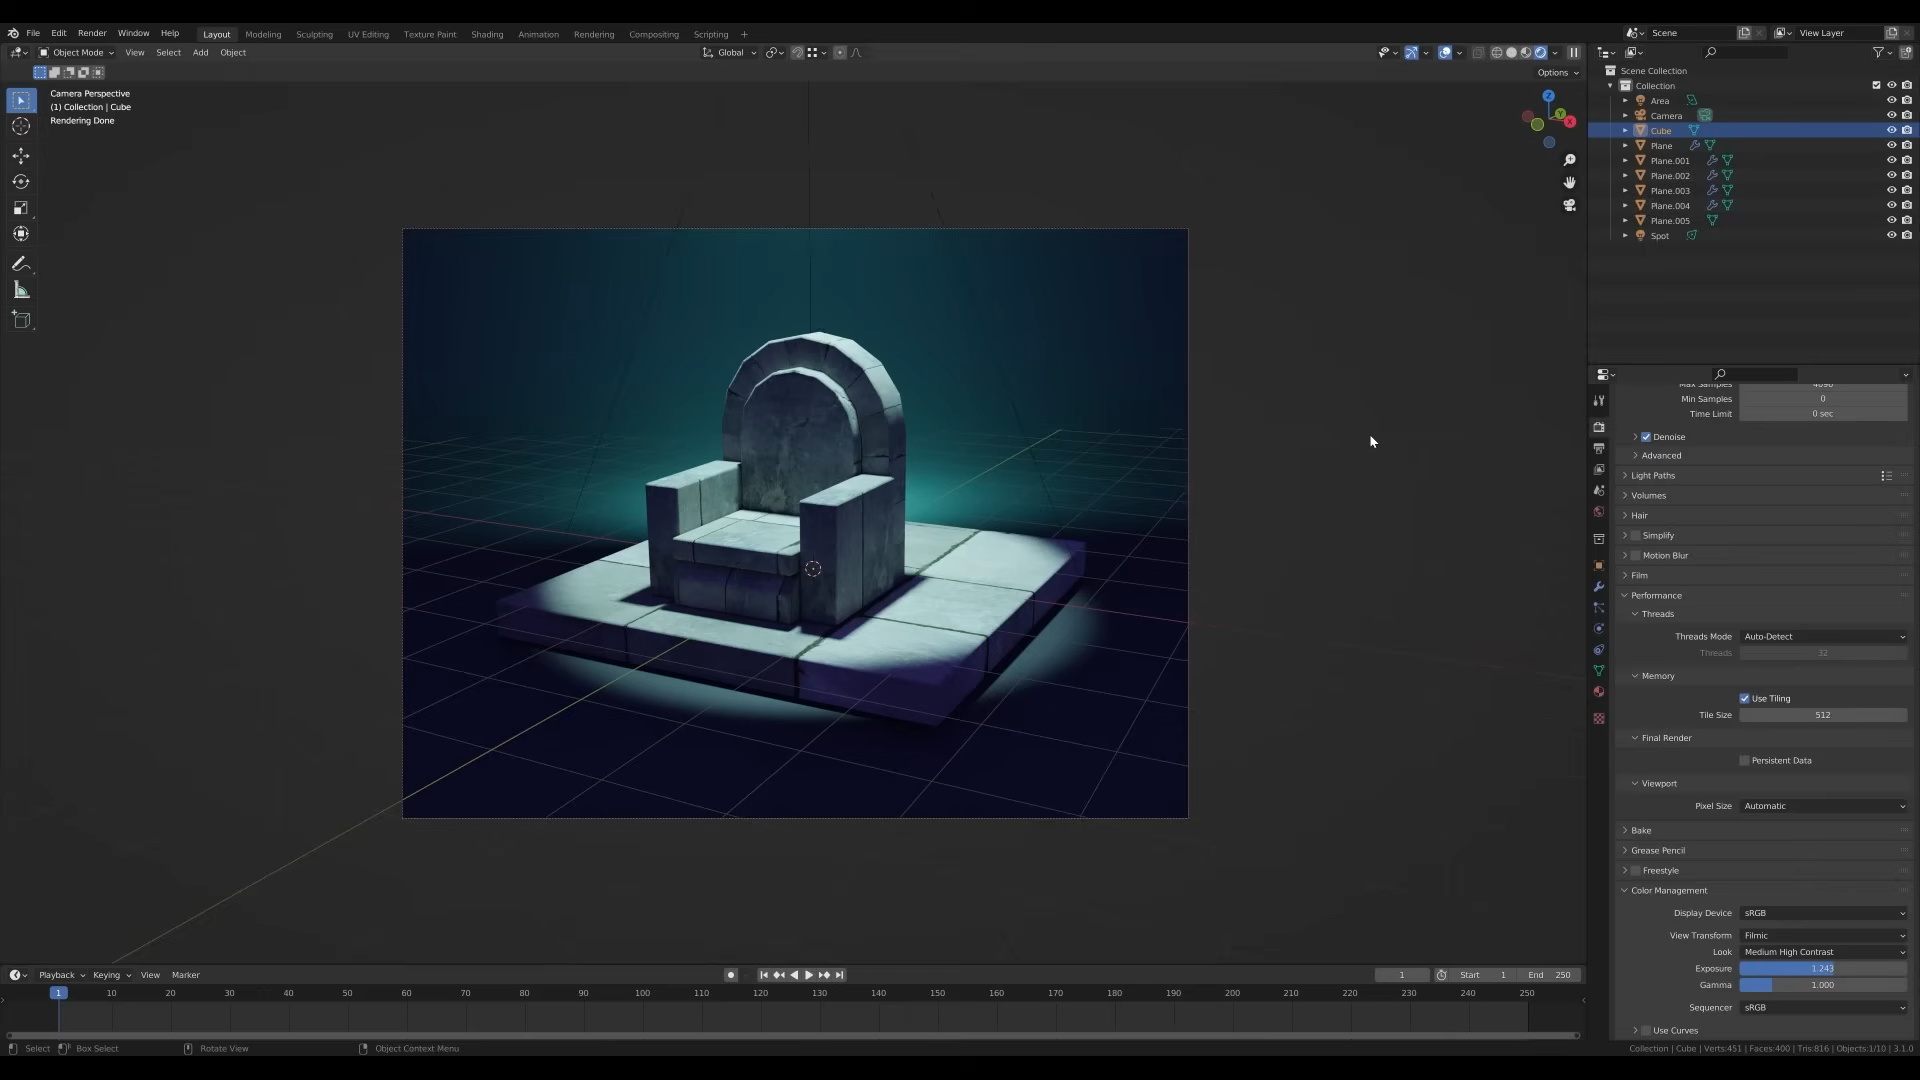 File Edit Render Window Help Layout Modeling Sculpting UV Editing Texture Paint Shading Animation Rendering Compositing Scripting + Scene View Layer
Object Mode View Select Add Object Global
Options
Camera Perspective
(1) Collection | Cube
Rendering Done
Z
Y
X
Scene Collection
Collection
Area
Camera
Cube
Plane
Plane.001
Plane.002
Plane.003
Plane.004
Plane.005
Spot
Max Samples 4096
Min Samples 0
Time Limit 0 sec
Denoise
Advanced
Light Paths
Volumes
Hair
Simplify
Motion Blur
Film
Performance
Threads
Threads Mode Auto-Detect
Threads 32
Memory
Use Tiling
Tile Size 512
Final Render
Persistent Data
Viewport
Pixel Size Automatic
Bake
Grease Pencil
Freestyle
Color Management
Display Device sRGB
View Transform Filmic
Look Medium High Contrast
Exposure 1.243
Gamma 1.000
Sequencer sRGB
Use Curves
Playback Keying View Marker 1 Start 1 End 250
1 10 20 30 40 50 60 70 80 90 100 110 120 130 140 150 160 170 180 190 200 210 220 230 240 250
Select Box Select Rotate View Object Context Menu Collection | Cube | Verts:451 | Faces:400 | Tris:816 | Objects:1/10 | 3.1.0